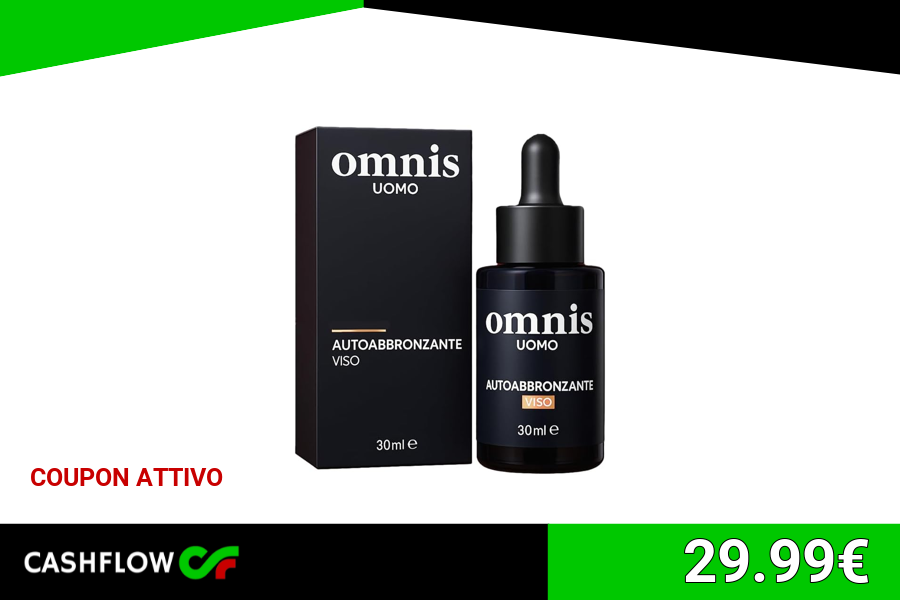 omnis
UOMO
AUTOABBRONZANTE
VISO
30ml e
omnis
UOMO
AUTOABBRONZANTE
VISO
30ml e
COUPON ATTIVO
CASHFLOW
29.99€